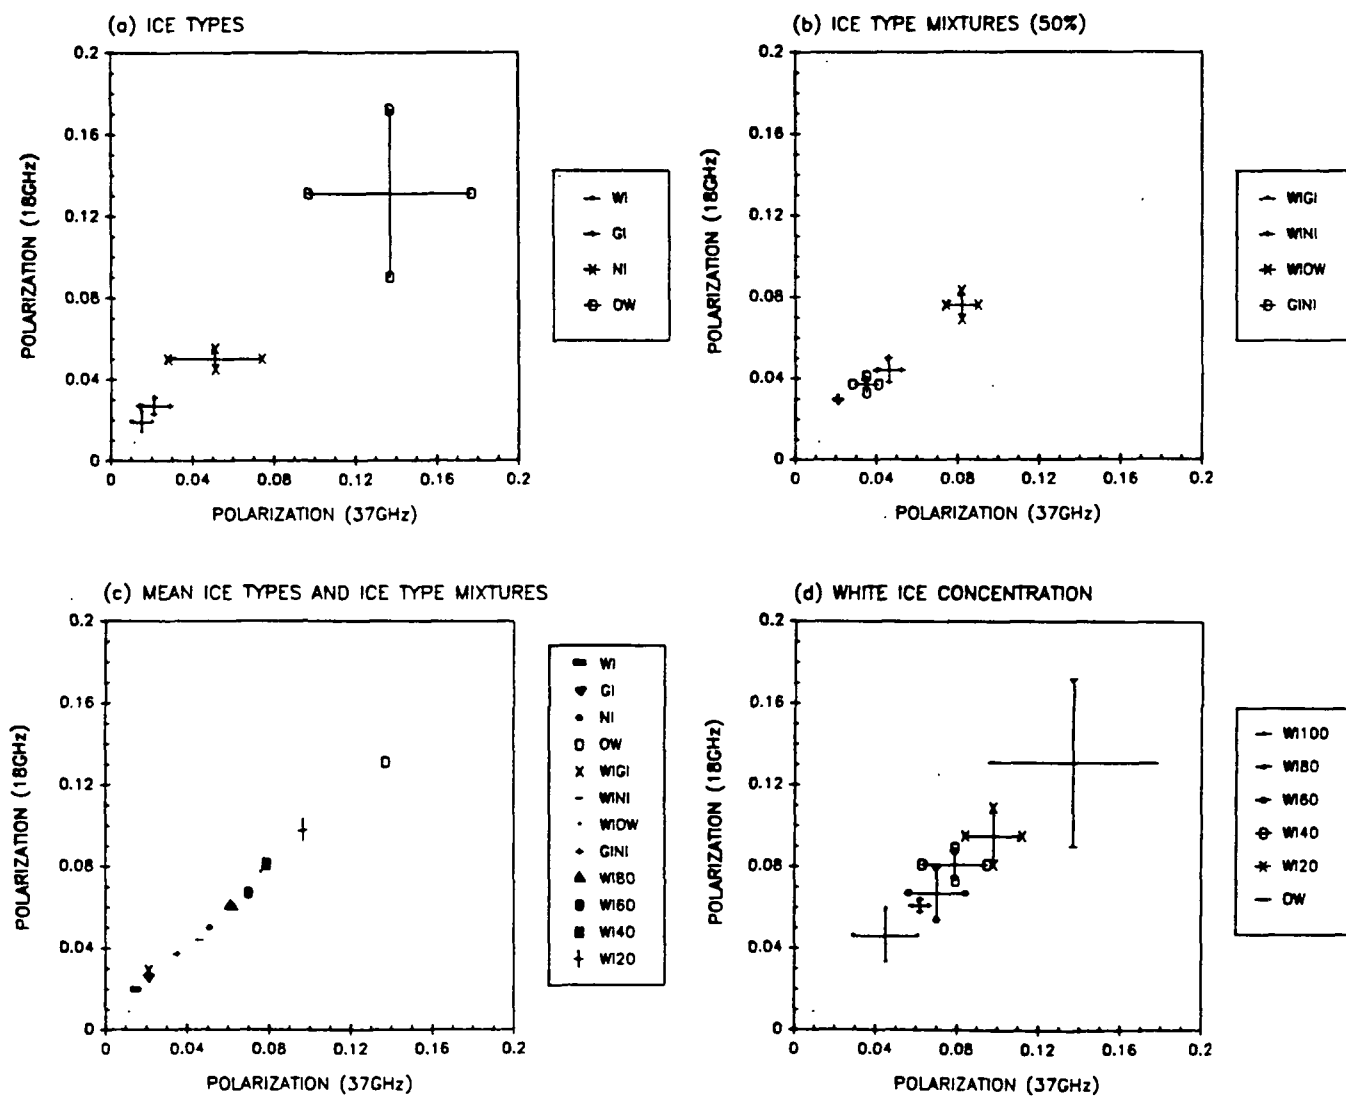 (a) ICE TYPES
0.2
0.16
0.12
0.08
0.04
0
POLARIZATION (18GHz)
0 0.04 0.08 0.12 0.16 0.2
POLARIZATION (37GHz)
WI
GI
NI
OW
(b) ICE TYPE MIXTURES (50%)
0.2
0.16
0.12
0.08
0.04
0
POLARIZATION (18GHz)
0 0.04 0.08 0.12 0.16 0.2
POLARIZATION (37GHz)
WIGI
WINI
WIOW
GINI
(c) MEAN ICE TYPES AND ICE TYPE MIXTURES
0.2
0.16
0.12
0.08
0.04
0
POLARIZATION (18GHz)
0 0.04 0.08 0.12 0.16 0.2
POLARIZATION (37GHz)
WI
GI
NI
OW
WIGI
WINI
WIOW
GINI
WI80
WI60
WI40
WI20
(d) WHITE ICE CONCENTRATION
0.2
0.16
0.12
0.08
0.04
0
POLARIZATION (18GHz)
0 0.04 0.08 0.12 0.16 0.2
POLARIZATION (37GHz)
WI100
WI80
WI60
WI40
WI20
OW